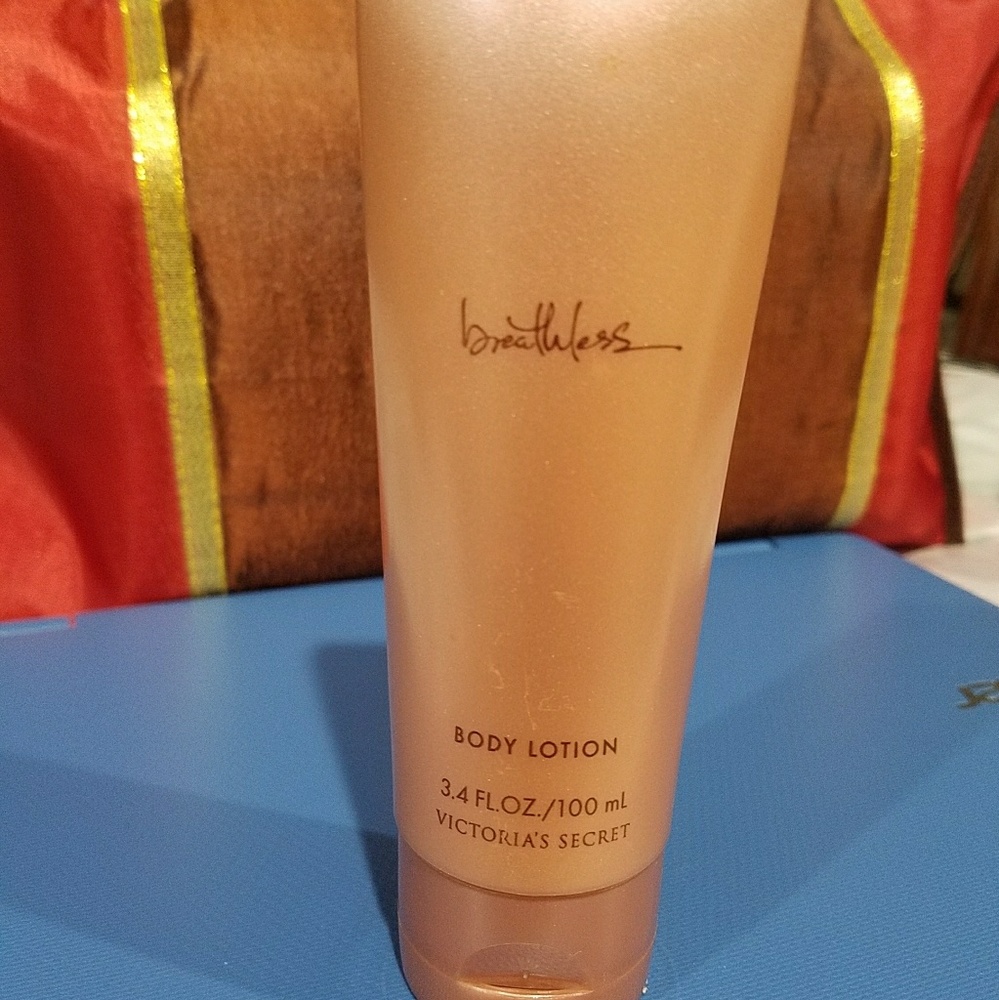 breathless
BODY LOTION
3.4 FL.OZ./100 mL
VICTORIA'S SECRET